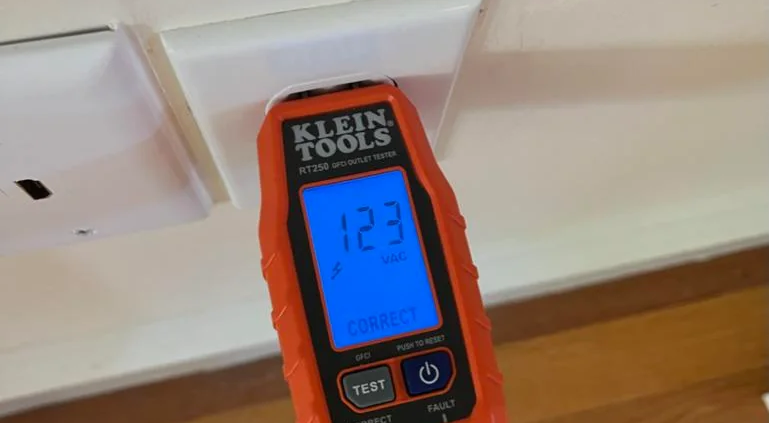 KLEIN®
TOOLS
RT250 GFCI OUTLET TESTER
123
VAC
CORRECT
GFCI PUSH TO RESET
TEST
FAULT